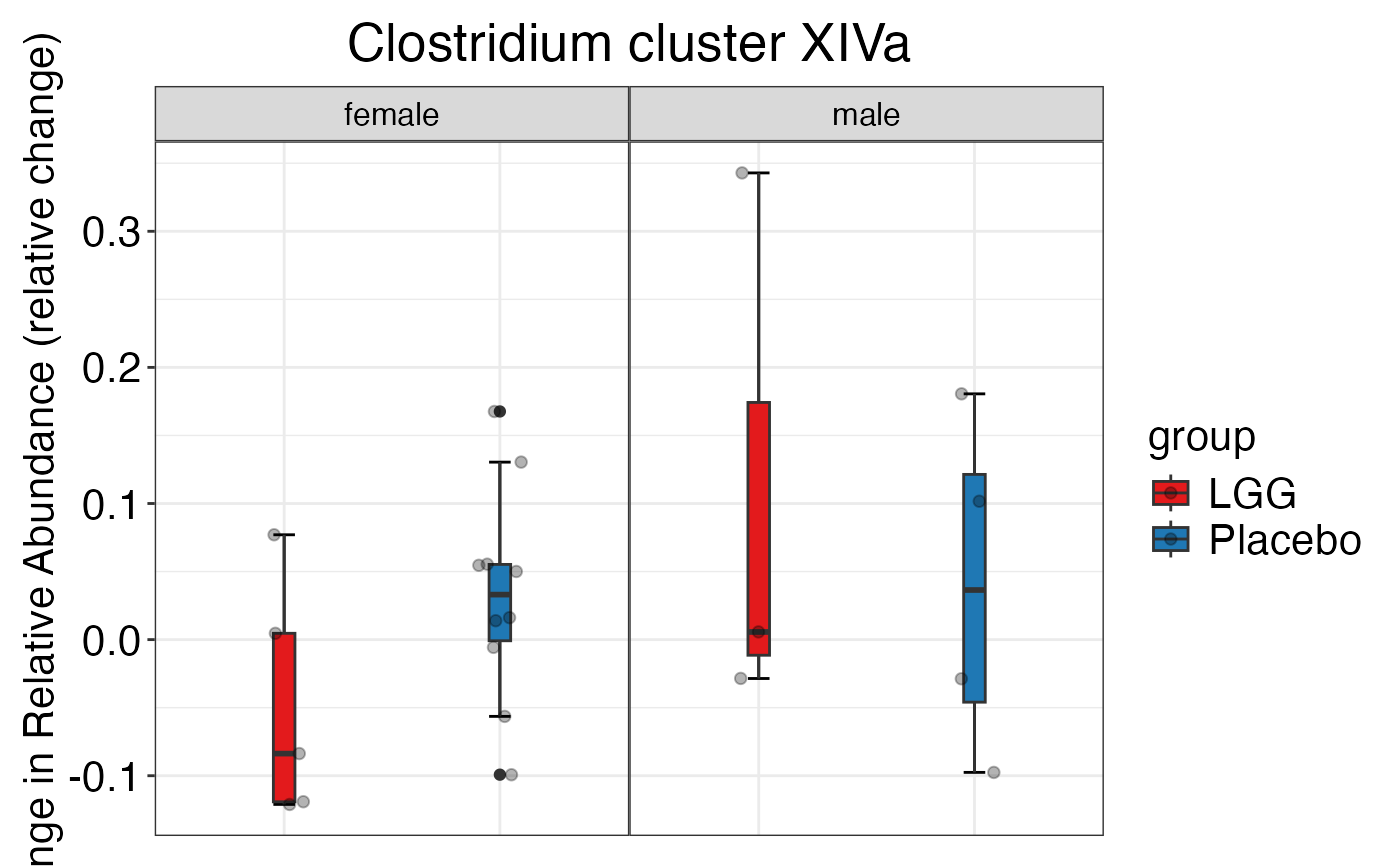 Clostridium cluster XIVa
female
male
nge in Relative Abundance (relative change)
0.3
0.2
0.1
0.0
-0.1
group
LGG
Placebo